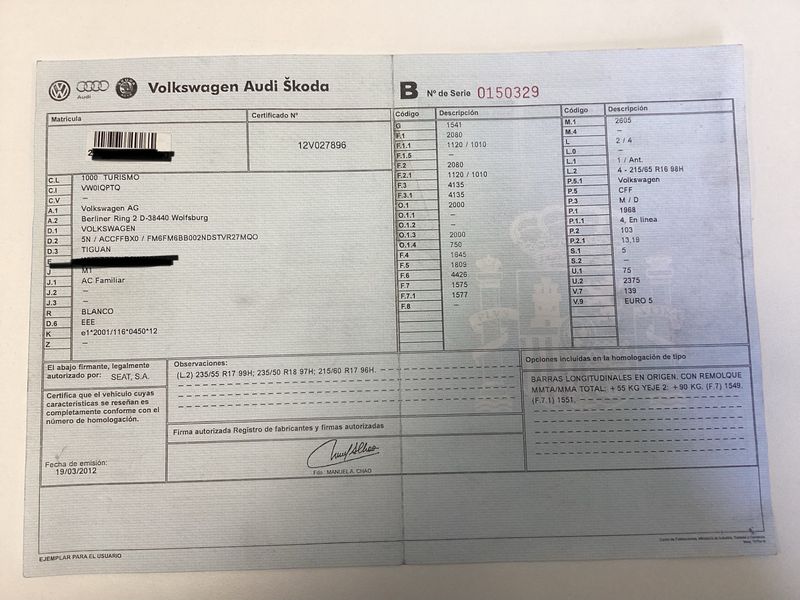 Audi
Volkswagen Audi Škoda
B Nº de Serie 0150329
Matrícula
2
Certificado Nº
12V027896
C.L 1000 TURISMO
C.I VW0IQPTQ
C.V –
A.1 Volkswagen AG
A.2 Berliner Ring 2 D-38440 Wolfsburg
D.1 VOLKSWAGEN
D.2 5N / ACCFFBX0 / FM6FM6BB002NDSTVR27MQO
D.3 TIGUAN
E
J M1
J.1 AC Familiar
J.2 –
J.3 –
R BLANCO
D.6 EEE
K e1*2001/116*0450*12
Z –
Código Descripción
G 1541
F.1 2080
F.1.1 1120 / 1010
F.1.5 –
F.2 2080
F.2.1 1120 / 1010
F.3 4135
F.3.1 4135
O.1 2000
O.1.1 –
O.1.2 –
O.1.3 2000
O.1.4 750
F.4 1645
F.5 1809
F.6 4426
F.7 1575
F.7.1 1577
F.8 –
Código Descripción
M.1 2605
M.4 –
L 2 / 4
L.0 –
L.1 1 / Ant.
L.2 4 - 215/65 R16 98H
P.5.1 Volkswagen
P.5 CFF
P.3 M / D
P.1 1968
P.1.1 4, En línea
P.2 103
P.2.1 13,19
S.1 5
S.2 –
U.1 75
U.2 2375
V.7 139
V.9 EURO 5
El abajo firmante, legalmente
autorizado por: SEAT, S.A.
Certifica que el vehículo cuyas
características se reseñan es
completamente conforme con el
número de homologación.
Fecha de emisión:
19/03/2012
Observaciones:
(L.2) 235/55 R17 99H; 235/50 R18 97H; 215/60 R17 96H.
Firma autorizada Registro de fabricantes y firmas autorizadas
Fdo.: MANUEL A. CHAO
Opciones incluidas en la homologación de tipo
BARRAS LONGITUDINALES EN ORIGEN. CON REMOLQUE
MMTA/MMA TOTAL: + 55 KG YEJE 2: + 90 KG. (F.7) 1549.
(F.7.1) 1551.
EJEMPLAR PARA EL USUARIO